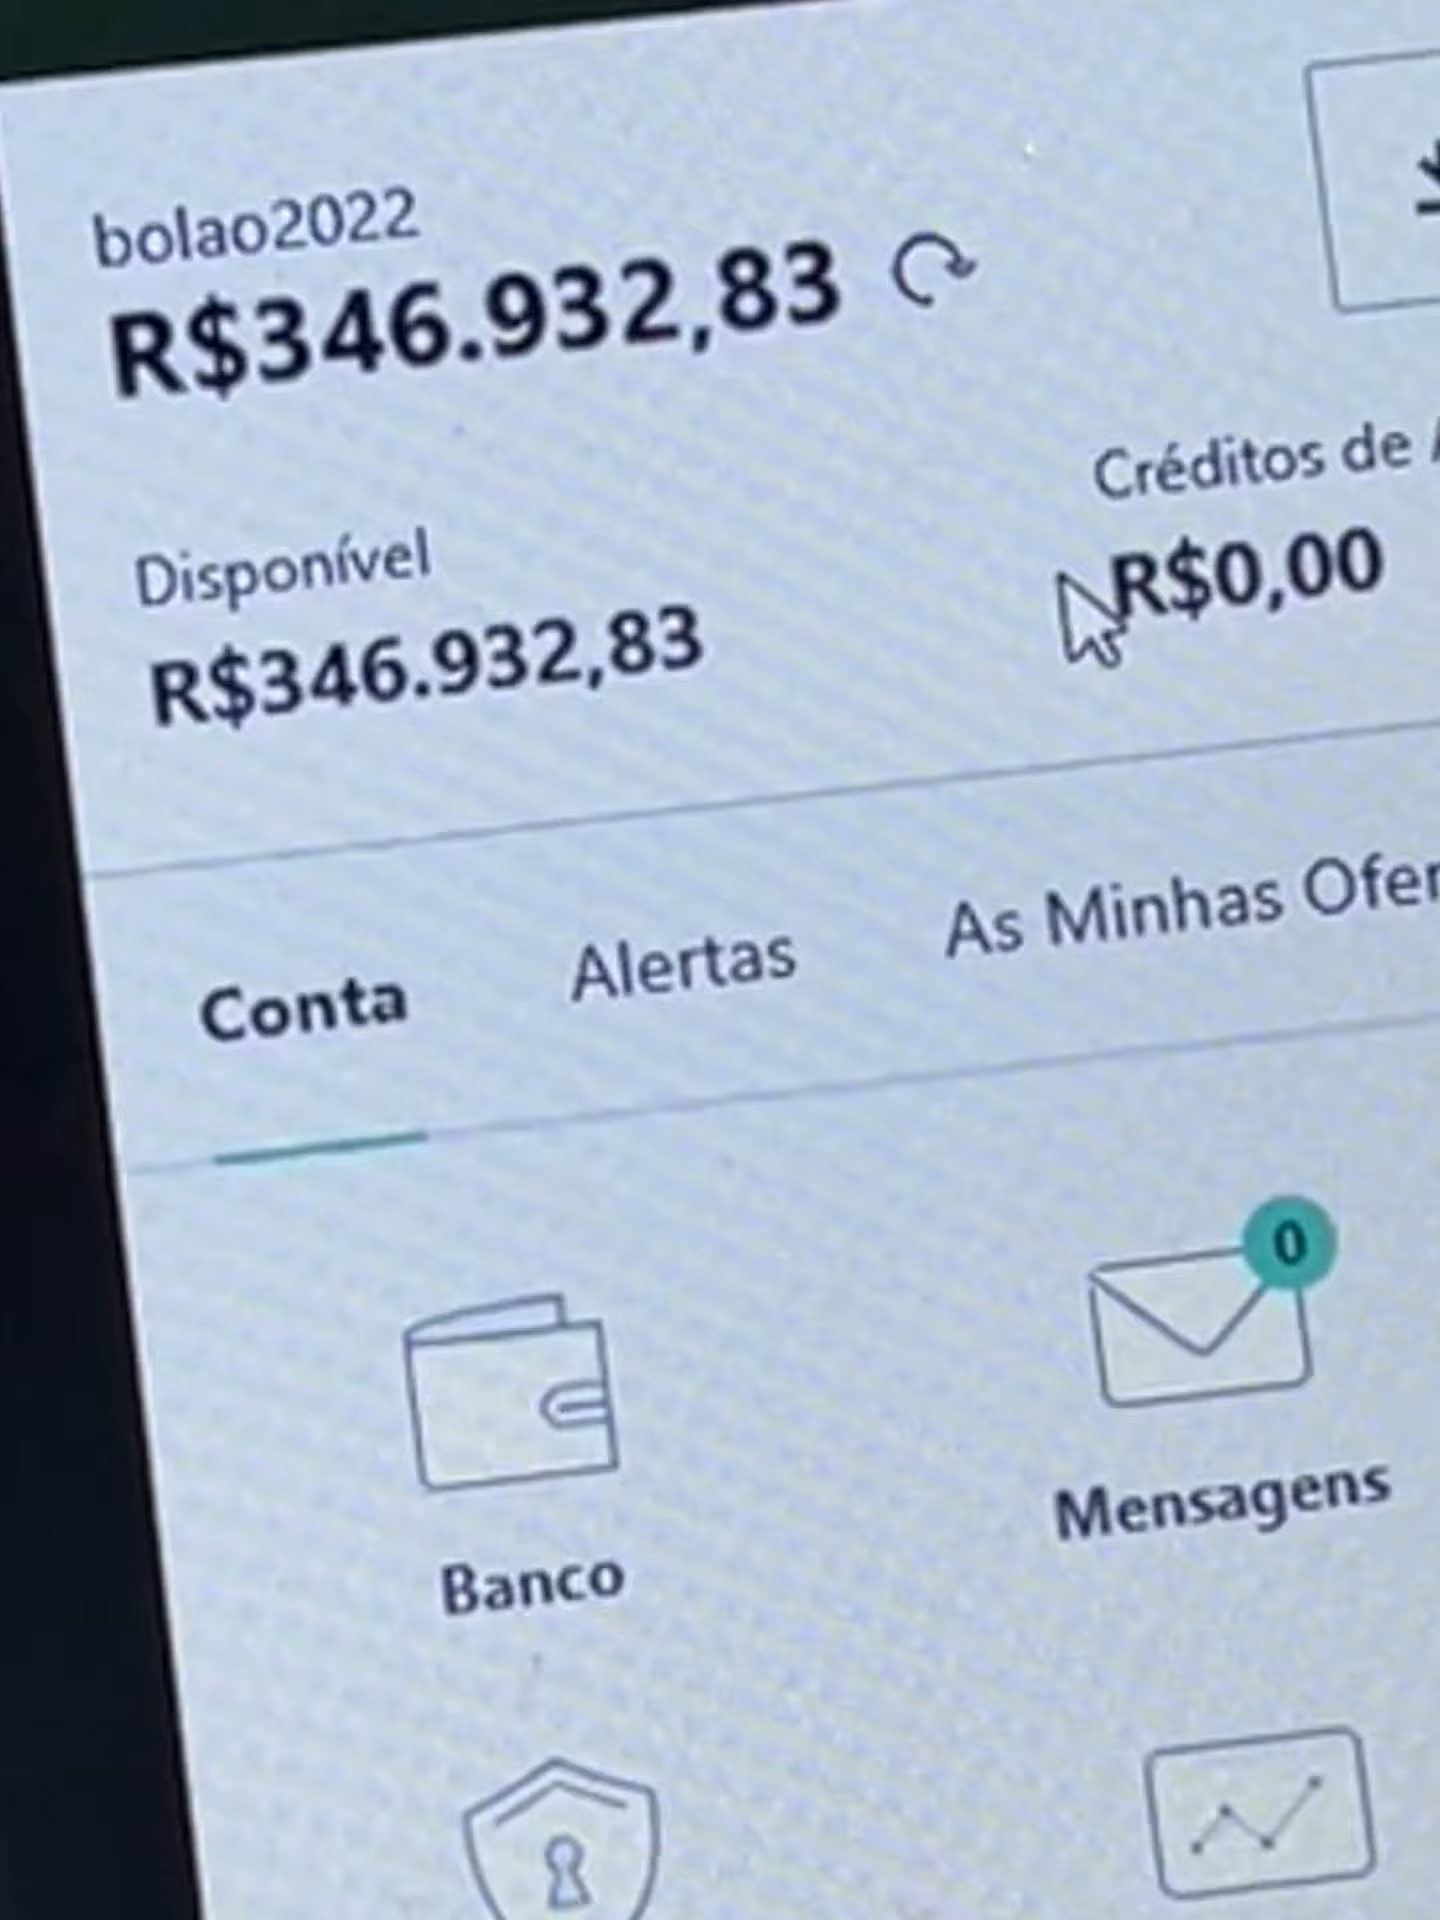 bolao2022
R$346.932,83
Disponível
R$346.932,83
Créditos de
R$0,00
Conta
Alertas
As Minhas Ofer
0
Banco
Mensagens